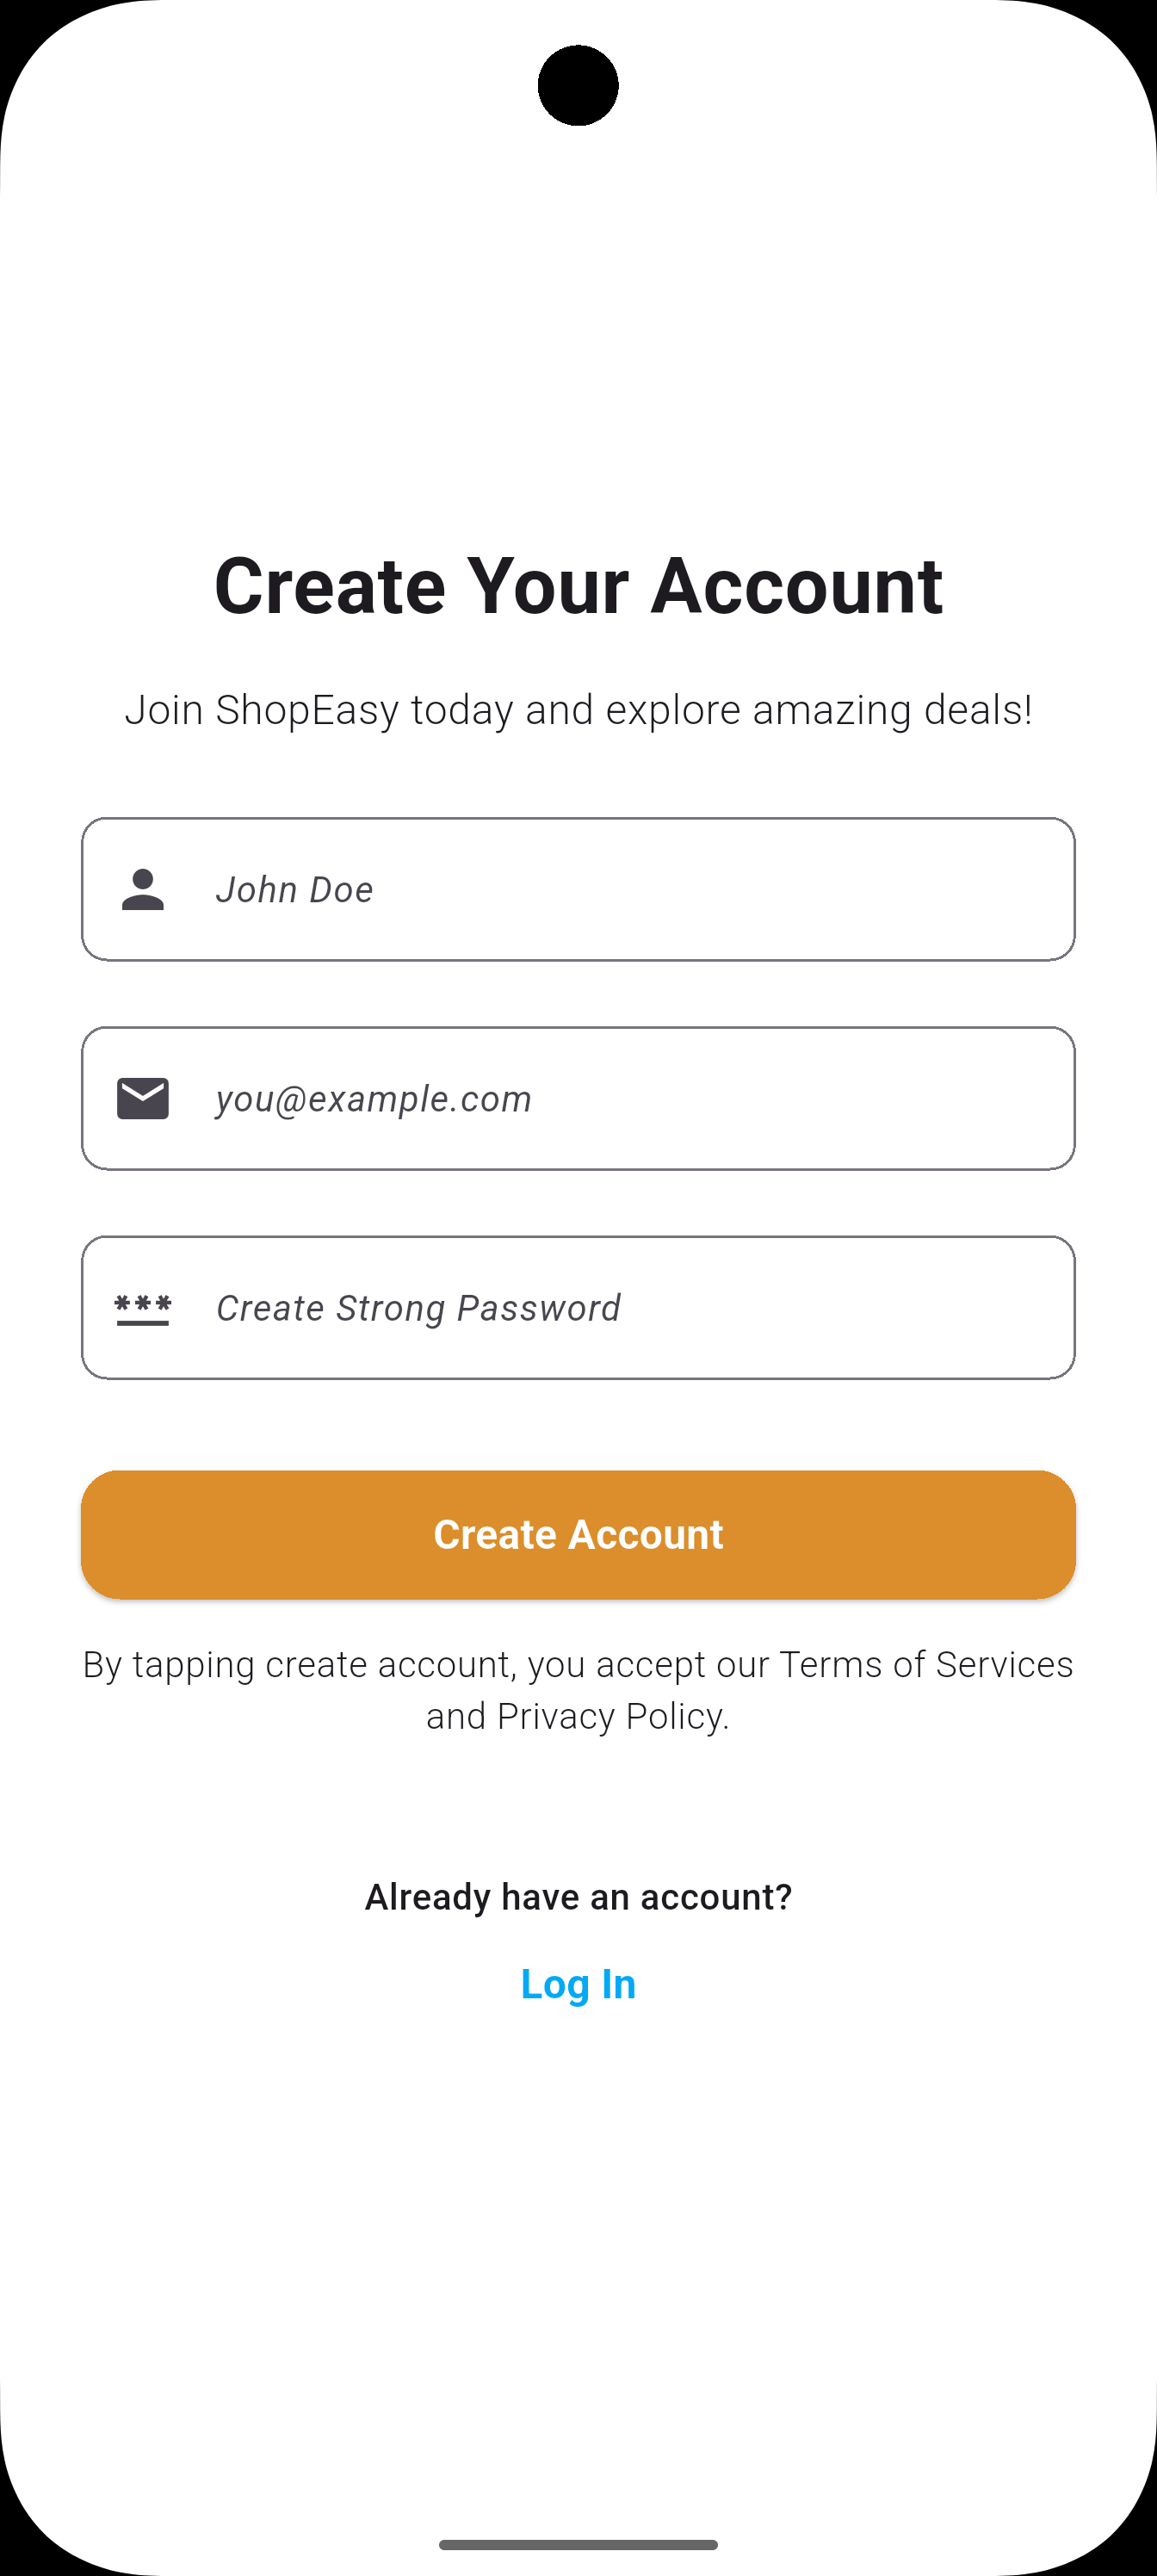 Create Your Account
Join ShopEasy today and explore amazing deals!
John Doe
you@example.com
*** Create Strong Password
Create Account
By tapping create account, you accept our Terms of Services
and Privacy Policy.
Already have an account?
Log In